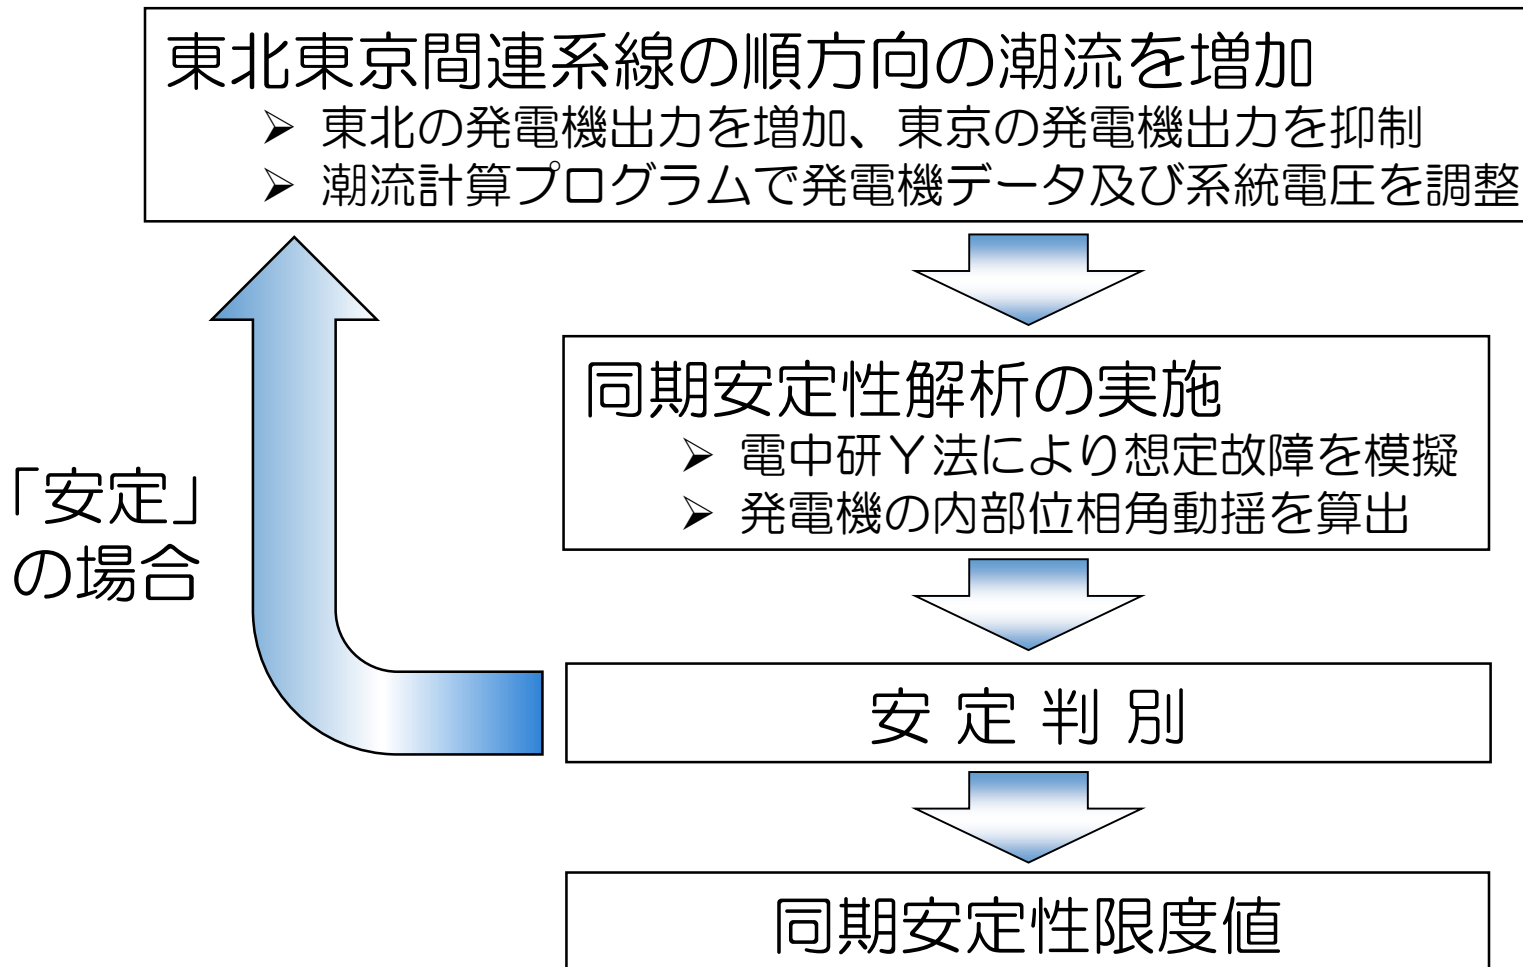 東北東京間連系線の順方向の潮流を増加
➢ 東北の発電機出力を増加、東京の発電機出力を抑制
➢ 潮流計算プログラムで発電機データ及び系統電圧を調整
同期安定性解析の実施
➢ 電中研Y法により想定故障を模擬
➢ 発電機の内部位相角動揺を算出
「安定」
の場合
安定判別
同期安定性限度値